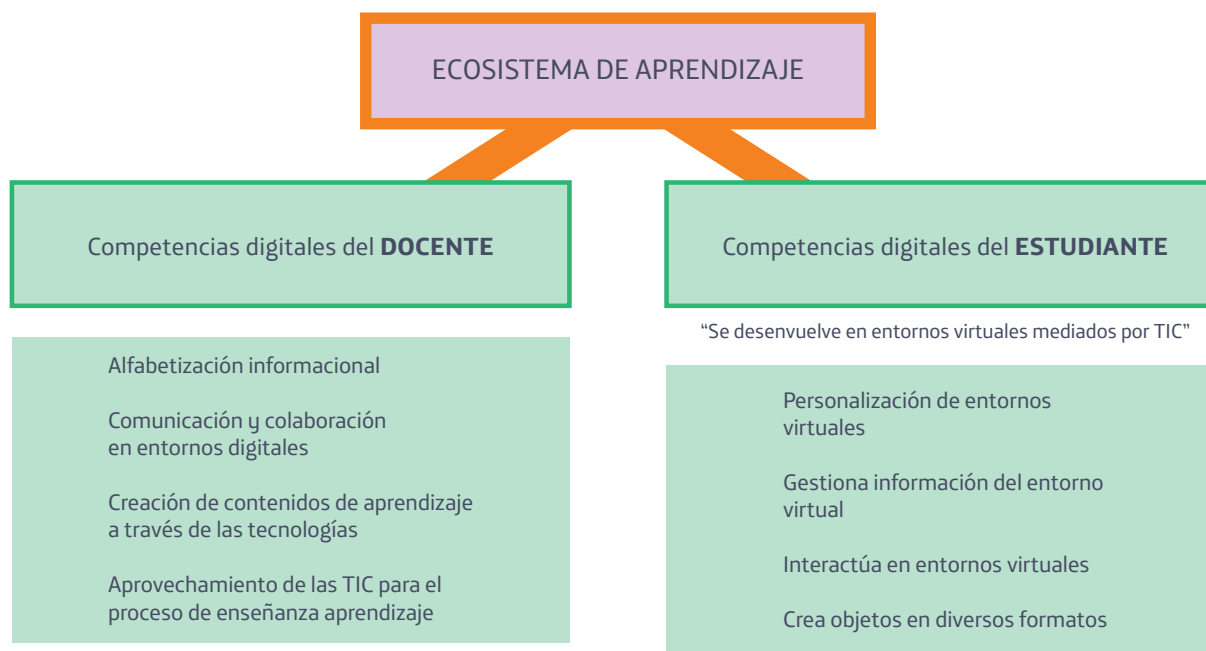 ECOSISTEMA DE APRENDIZAJE
Competencias digitales del DOCENTE
Alfabetización informacional
Comunicación y colaboración
en entornos digitales
Creación de contenidos de aprendizaje
a través de las tecnologías
Aprovechamiento de las TIC para el
proceso de enseñanza aprendizaje
Competencias digitales del ESTUDIANTE
“Se desenvuelve en entornos virtuales mediados por TIC”
Personalización de entornos
virtuales
Gestiona información del entorno
virtual
Interactúa en entornos virtuales
Crea objetos en diversos formatos